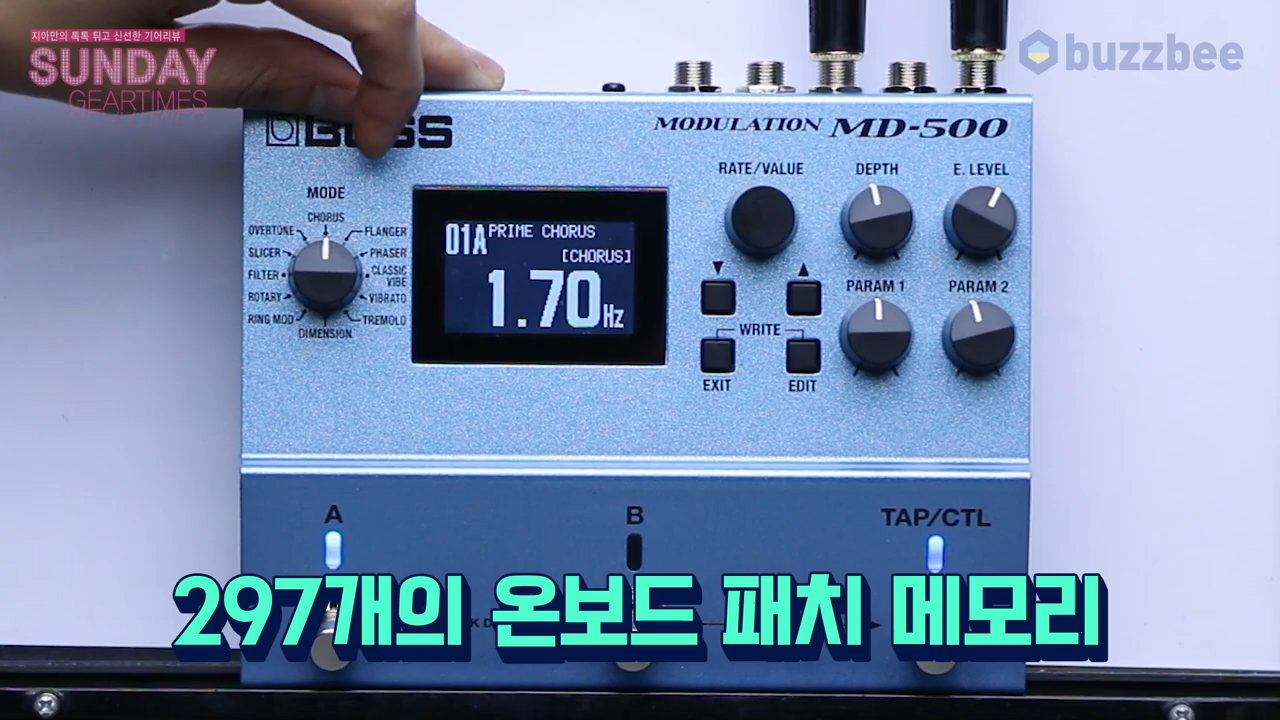 지아만의 톡톡 튀고 신선한 기어리뷰
SUNDAY
GEARTIMES
buzzbee
BOSS
MODULATION MD-500
MODE
CHORUS
OVERTONE
FLANGER
SLICER
PHASER
FILTER
CLASSIC VIBE
ROTARY
VIBRATO
RING MOD
TREMOLO
DIMENSION
01A PRIME CHORUS
[CHORUS]
1.70Hz
RATE/VALUE
DEPTH
E. LEVEL
PARAM 1
PARAM 2
WRITE
EXIT
EDIT
A
B
TAP/CTL
297개의 온보드 패치 메모리